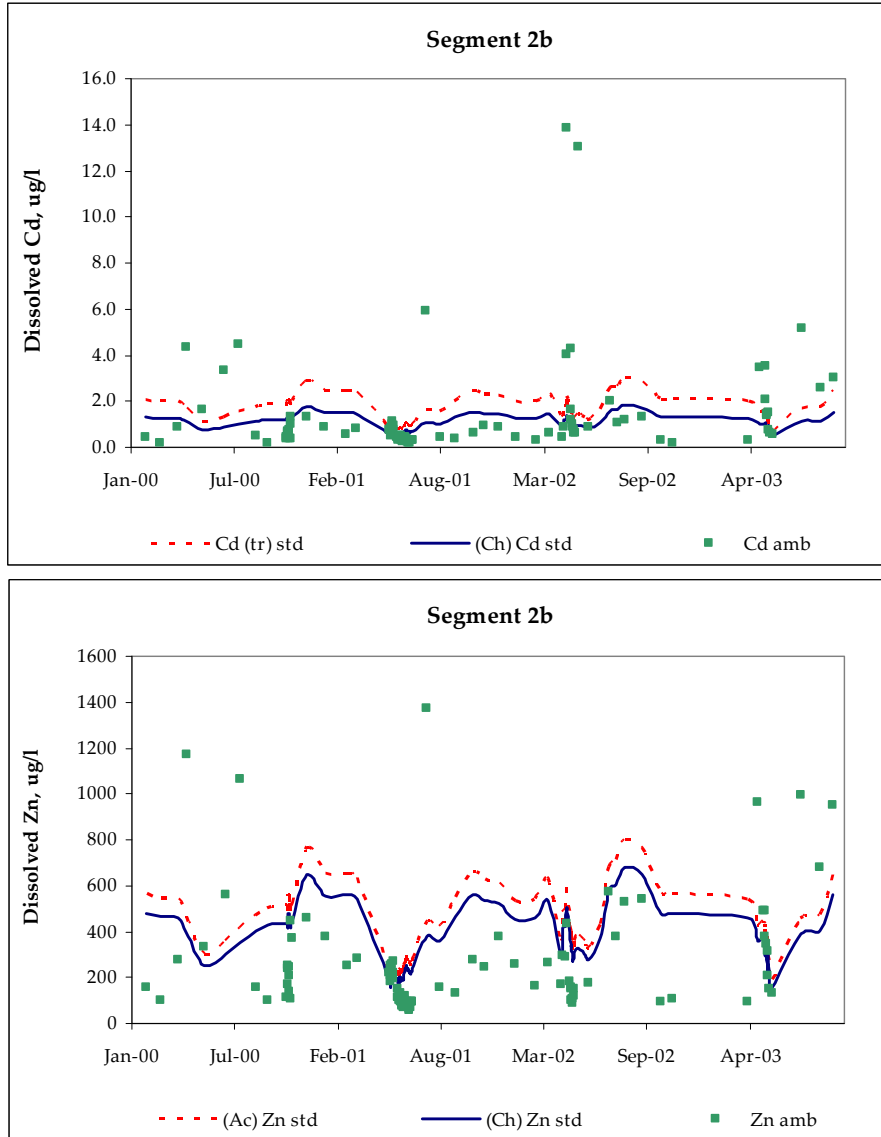 Segment 2b
16.0
14.0
12.0
10.0
8.0
6.0
4.0
2.0
0.0
Dissolved Cd, ug/l
Jan-00 Jul-00 Feb-01 Aug-01 Mar-02 Sep-02 Apr-03
Cd (tr) std (Ch) Cd std Cd amb
Segment 2b
1600
1400
1200
1000
800
600
400
200
0
Dissolved Zn, ug/l
Jan-00 Jul-00 Feb-01 Aug-01 Mar-02 Sep-02 Apr-03
(Ac) Zn std (Ch) Zn std Zn amb